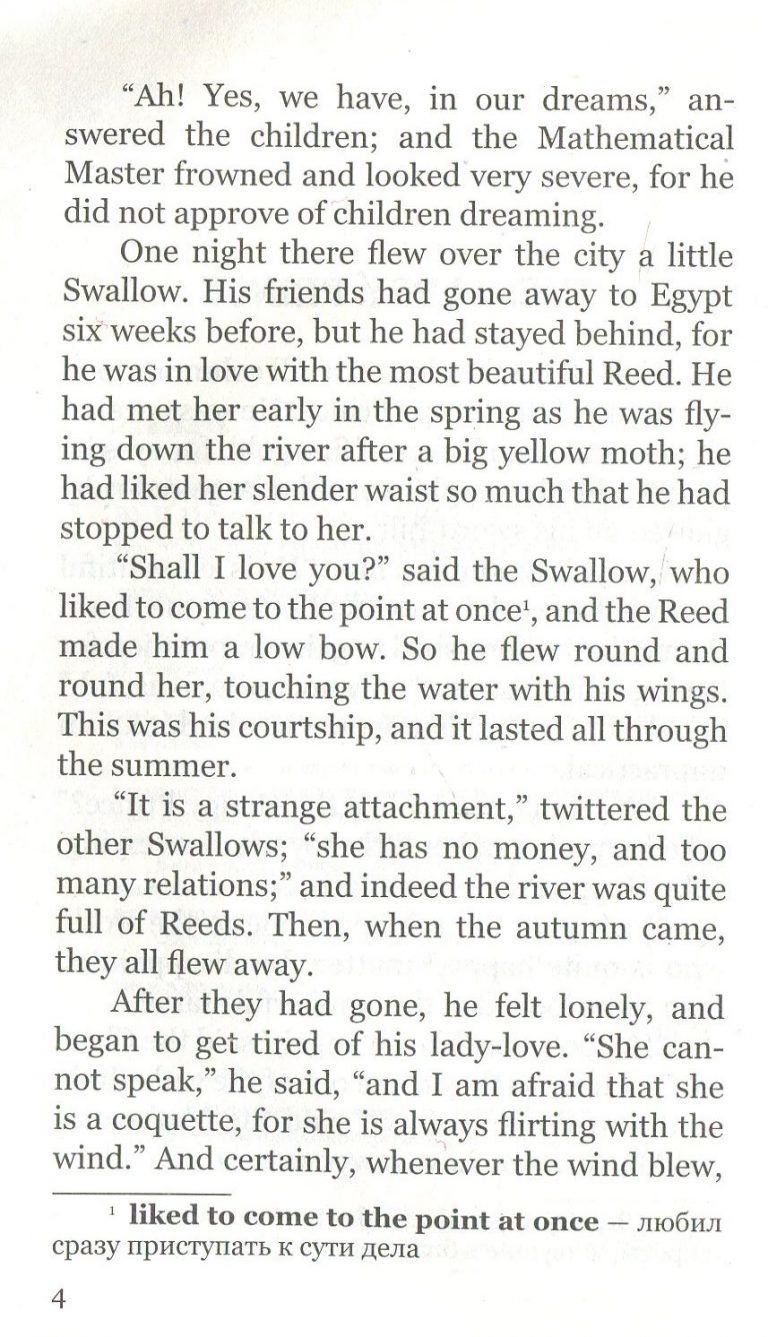 “Ah! Yes, we have, in our dreams,” an-
swered the children; and the Mathematical
Master frowned and looked very severe, for he
did not approve of children dreaming.
One night there flew over the city a little
Swallow. His friends had gone away to Egypt
six weeks before, but he had stayed behind, for
he was in love with the most beautiful Reed. He
had met her early in the spring as he was fly-
ing down the river after a big yellow moth; he
had liked her slender waist so much that he had
stopped to talk to her.
“Shall I love you?” said the Swallow, who
liked to come to the point at once¹, and the Reed
made him a low bow. So he flew round and
round her, touching the water with his wings.
This was his courtship, and it lasted all through
the summer.
“It is a strange attachment,” twittered the
other Swallows; “she has no money, and too
many relations;” and indeed the river was quite
full of Reeds. Then, when the autumn came,
they all flew away.
After they had gone, he felt lonely, and
began to get tired of his lady-love. “She can-
not speak,” he said, “and I am afraid that she
is a coquette, for she is always flirting with the
wind.” And certainly, whenever the wind blew,
¹ liked to come to the point at once — любил
сразу приступать к сути дела
4